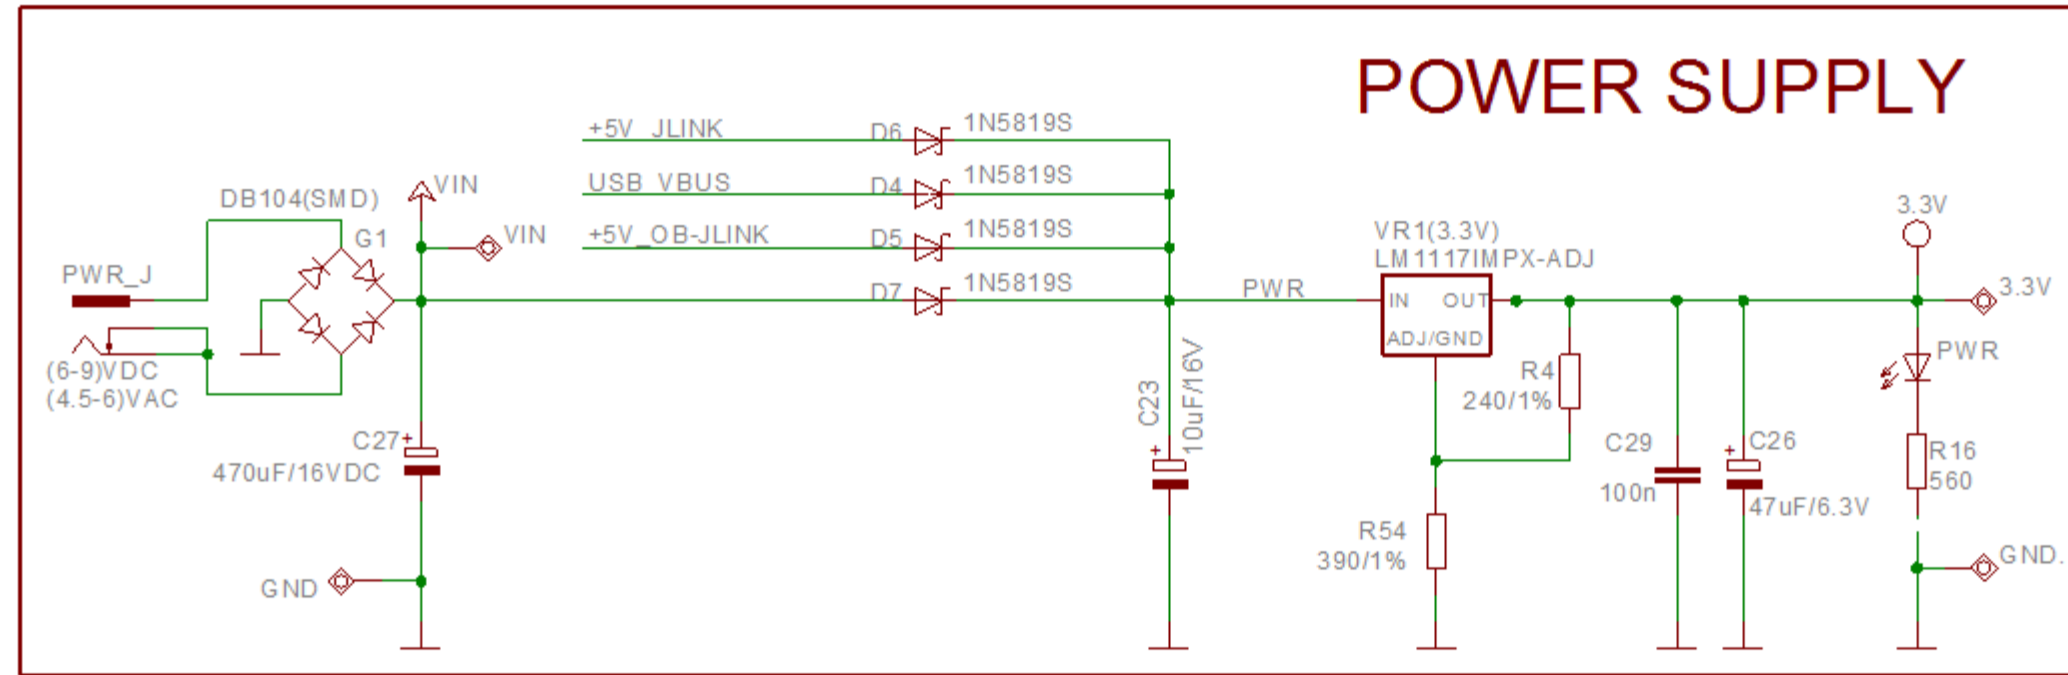 POWER SUPPLY
+5V_JLINK
D6
1N5819S
USB_VBUS
D4
1N5819S
+5V_OB-JLINK
D5
1N5819S
D7
1N5819S
DB104(SMD)
G1
VIN
VIN
PWR_J
(6-9)VDC
(4.5-6)VAC
C27
+
470uF/16VDC
GND
PWR
C23
10uF/16V
+
VR1(3.3V)
LM1117IMPX-ADJ
IN
OUT
ADJ/GND
R4
240/1%
R54
390/1%
C29
100n
C26
+
47uF/6.3V
3.3V
3.3V
PWR
R16
560
GND.